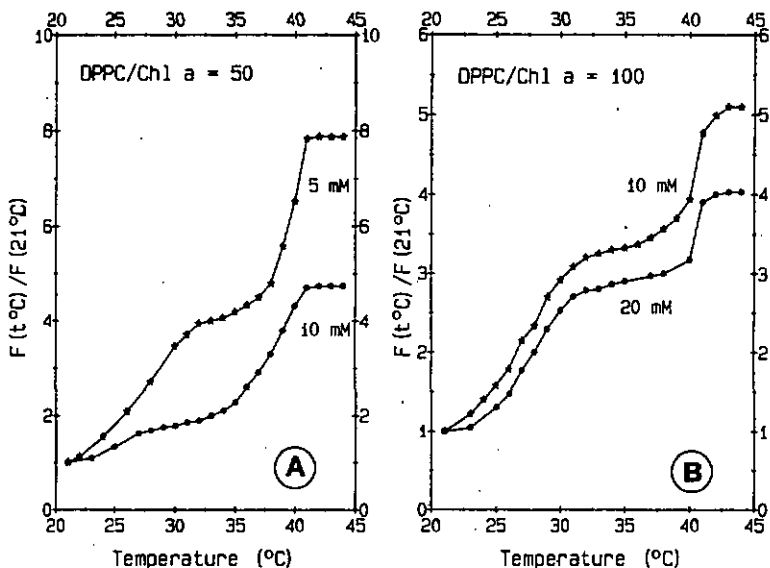 20 25 30 35 40 45
10 10
DPPC/Chl a = 50
8 8
5 mM
6 6
4 4
10 mM
2 2
A
0 0
20 25 30 35 40 45
Temperature (°C)
F (t°C) /F (21°C)
20 25 30 35 40 45
6 6
DPPC/Chl a = 100
5 5
10 mM
4 4
3 3
20 mM
2 2
1 1
B
0 0
20 25 30 35 40 45
Temperature (°C)
F (t°C) /F (21°C)